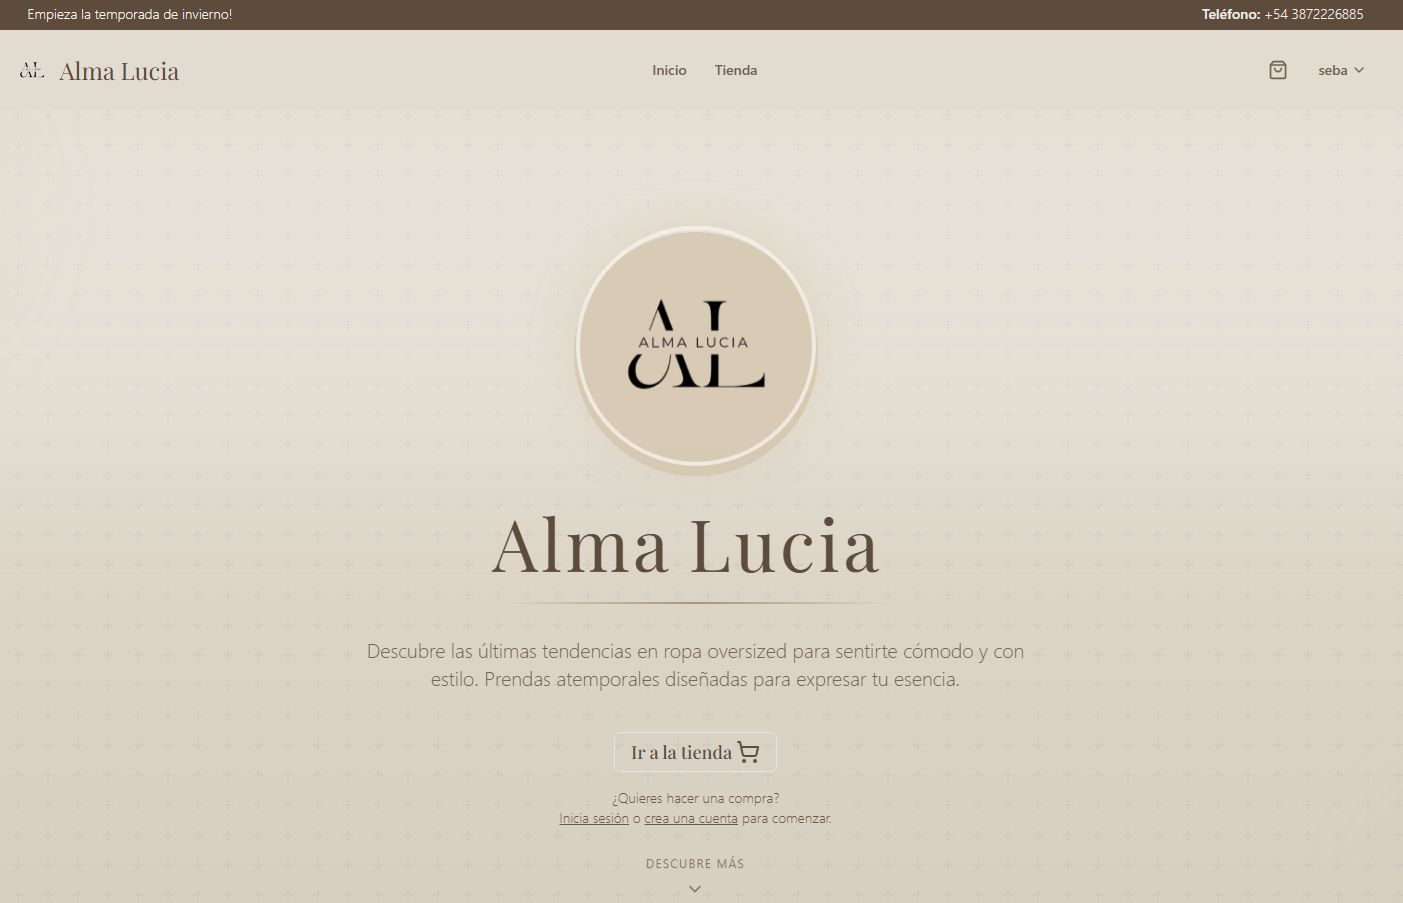 Empieza la temporada de invierno!
Teléfono: +54 3872226885
Alma Lucia
Inicio
Tienda
seba
AL
ALMA LUCIA
Alma Lucia
Descubre las últimas tendencias en ropa oversized para sentirte cómodo y con
estilo. Prendas atemporales diseñadas para expresar tu esencia.
Ir a la tienda
¿Quieres hacer una compra?
Inicia sesión o crea una cuenta para comenzar.
DESCUBRE MÁS